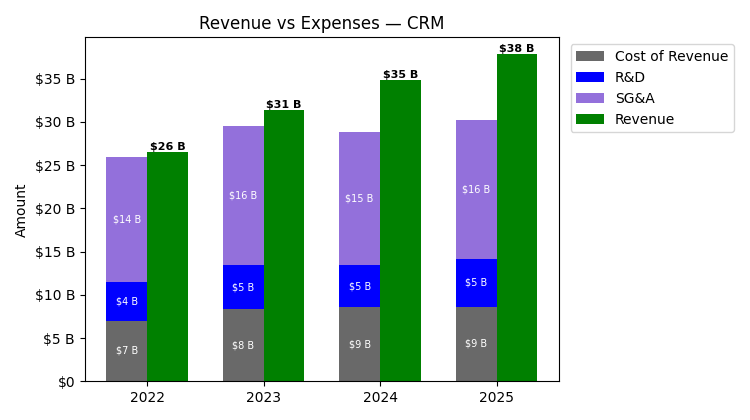 Revenue vs Expenses — CRM
Cost of Revenue
R&D
SG&A
Revenue
Amount
$35 B
$30 B
$25 B
$20 B
$15 B
$10 B
$5 B
$0
$26 B
$31 B
$35 B
$38 B
$14 B
$16 B
$15 B
$16 B
$4 B
$5 B
$5 B
$5 B
$7 B
$8 B
$9 B
$9 B
2022
2023
2024
2025